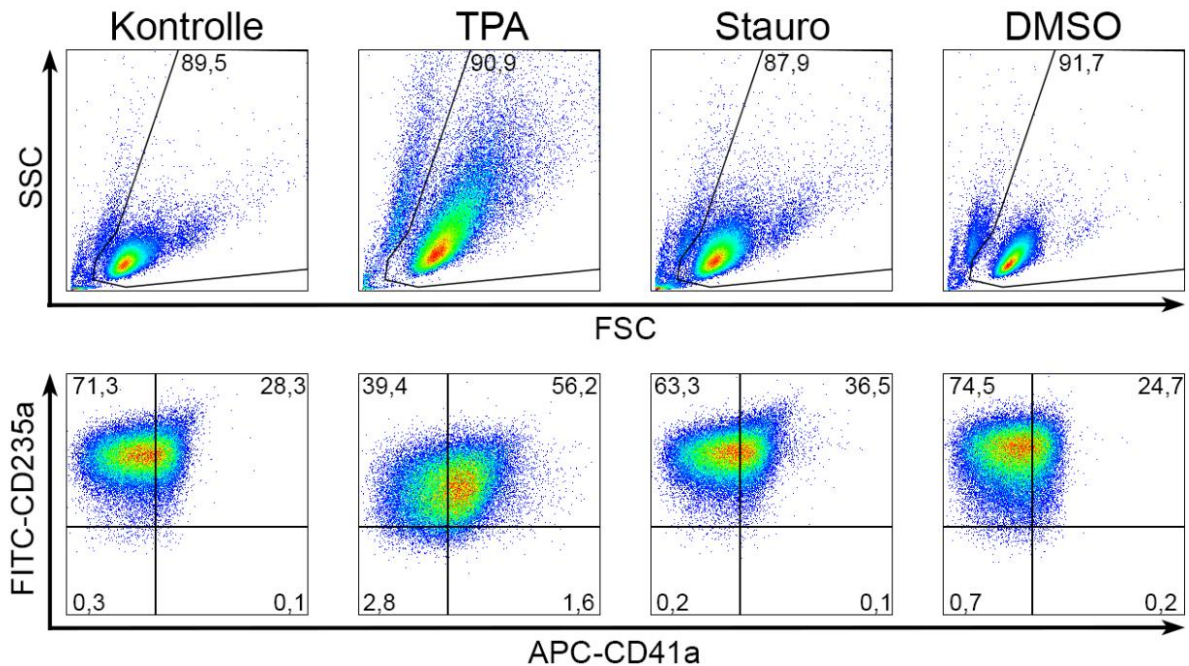 Kontrolle TPA Stauro DMSO
89,5 90,9 87,9 91,7
SSC
FSC
71,3 28,3 39,4 56,2 63,3 36,5 74,5 24,7
FITC-CD235a
0,3 0,1 2,8 1,6 0,2 0,1 0,7 0,2
APC-CD41a